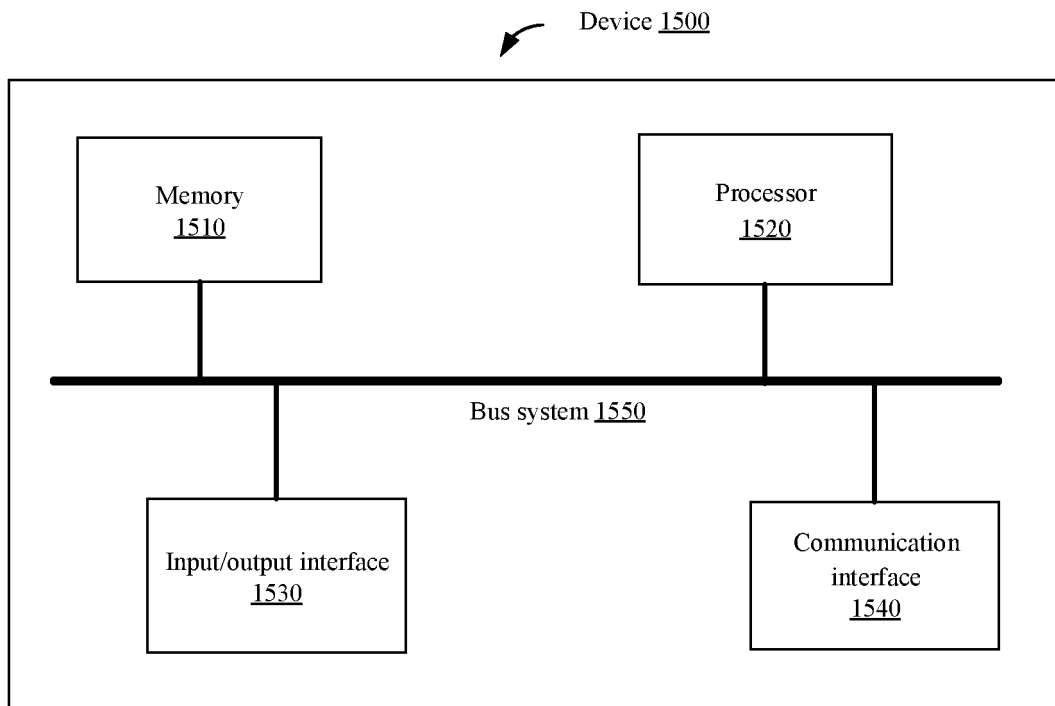 Device 1500
Memory
1510
Processor
1520
Bus system 1550
Input/output interface
1530
Communication
interface
1540